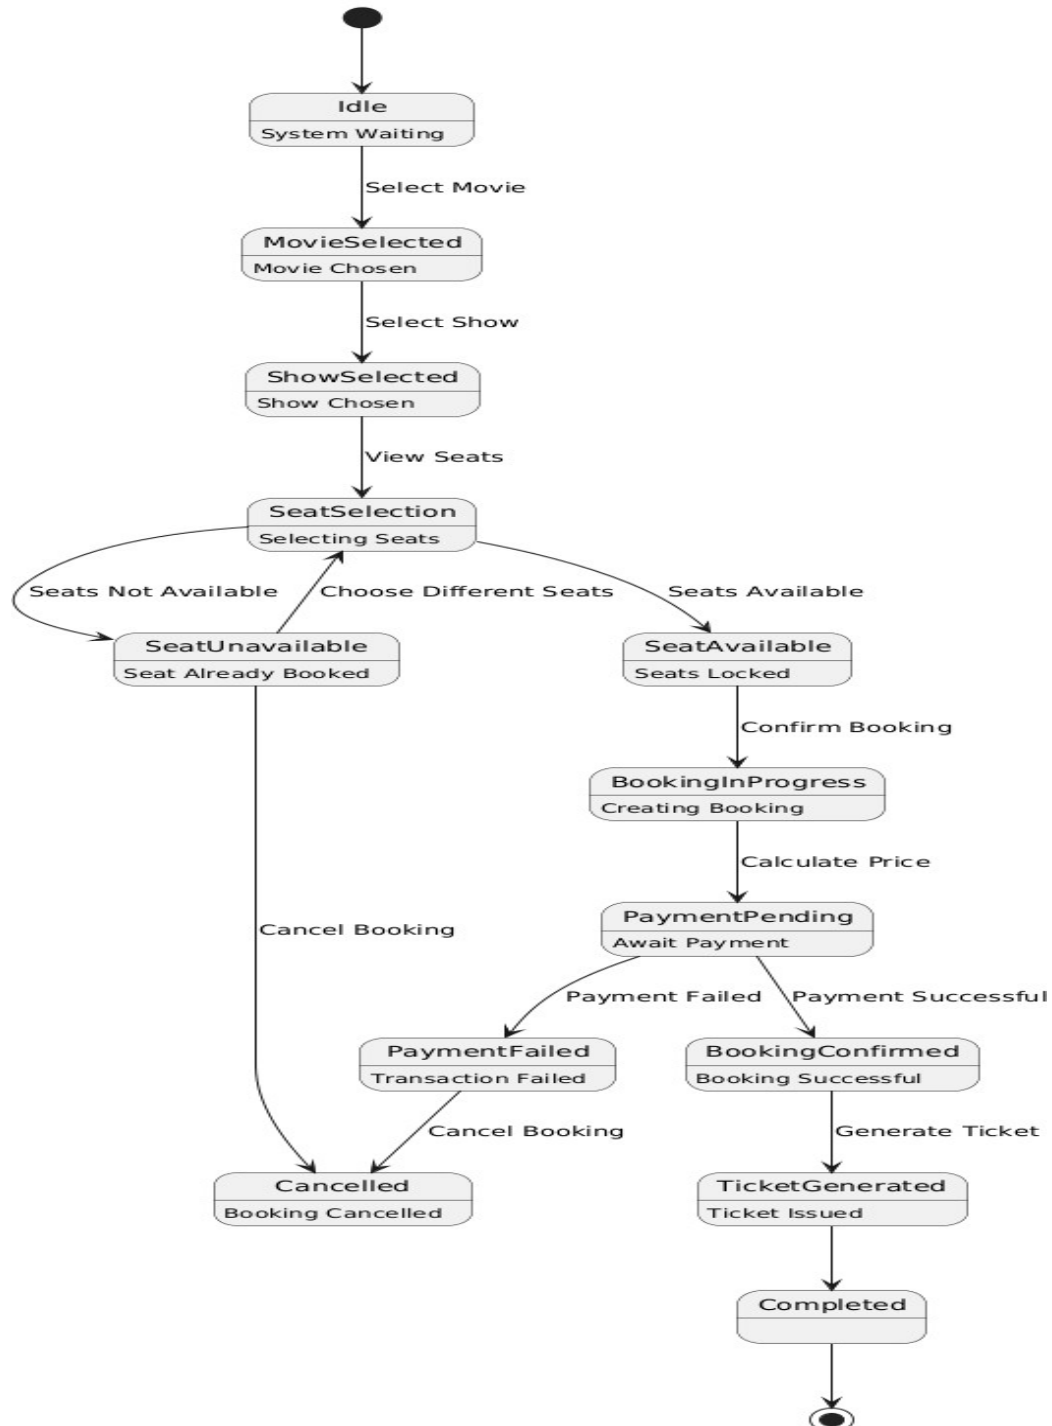 Idle
System Waiting
Select Movie
MovieSelected
Movie Chosen
Select Show
ShowSelected
Show Chosen
View Seats
SeatSelection
Selecting Seats
Seats Not Available
Choose Different Seats
Seats Available
SeatUnavailable
Seat Already Booked
SeatAvailable
Seats Locked
Confirm Booking
BookingInProgress
Creating Booking
Calculate Price
PaymentPending
Await Payment
Cancel Booking
Payment Failed
Payment Successful
PaymentFailed
Transaction Failed
BookingConfirmed
Booking Successful
Cancel Booking
Generate Ticket
Cancelled
Booking Cancelled
TicketGenerated
Ticket Issued
Completed